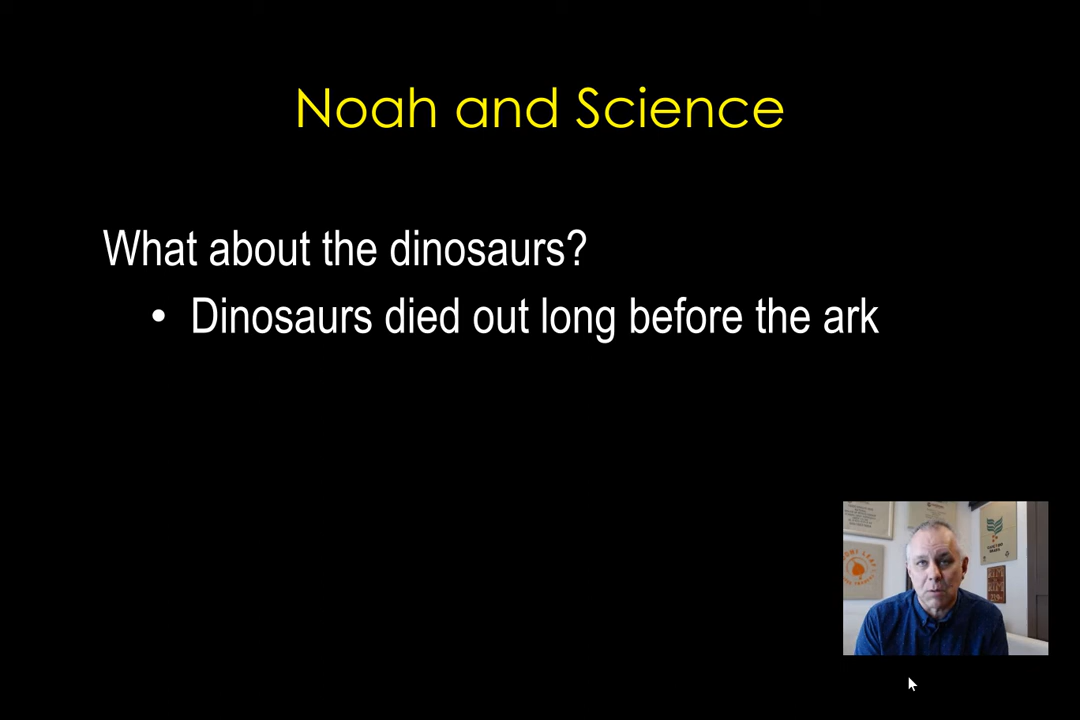 Noah and Science
What about the dinosaurs?
• Dinosaurs died out long before the ark